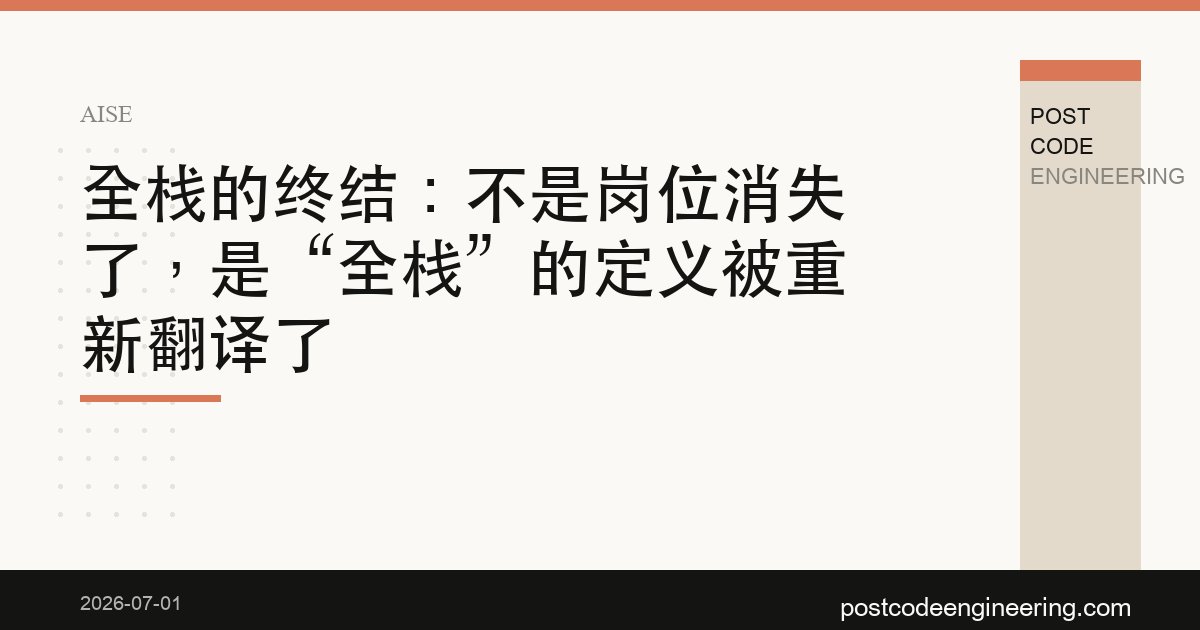 AISE
全栈的终结：不是岗位消失
了，是“全栈”的定义被重
新翻译了
POST
CODE
ENGINEERING
2026-07-01
postcodeengineering.com